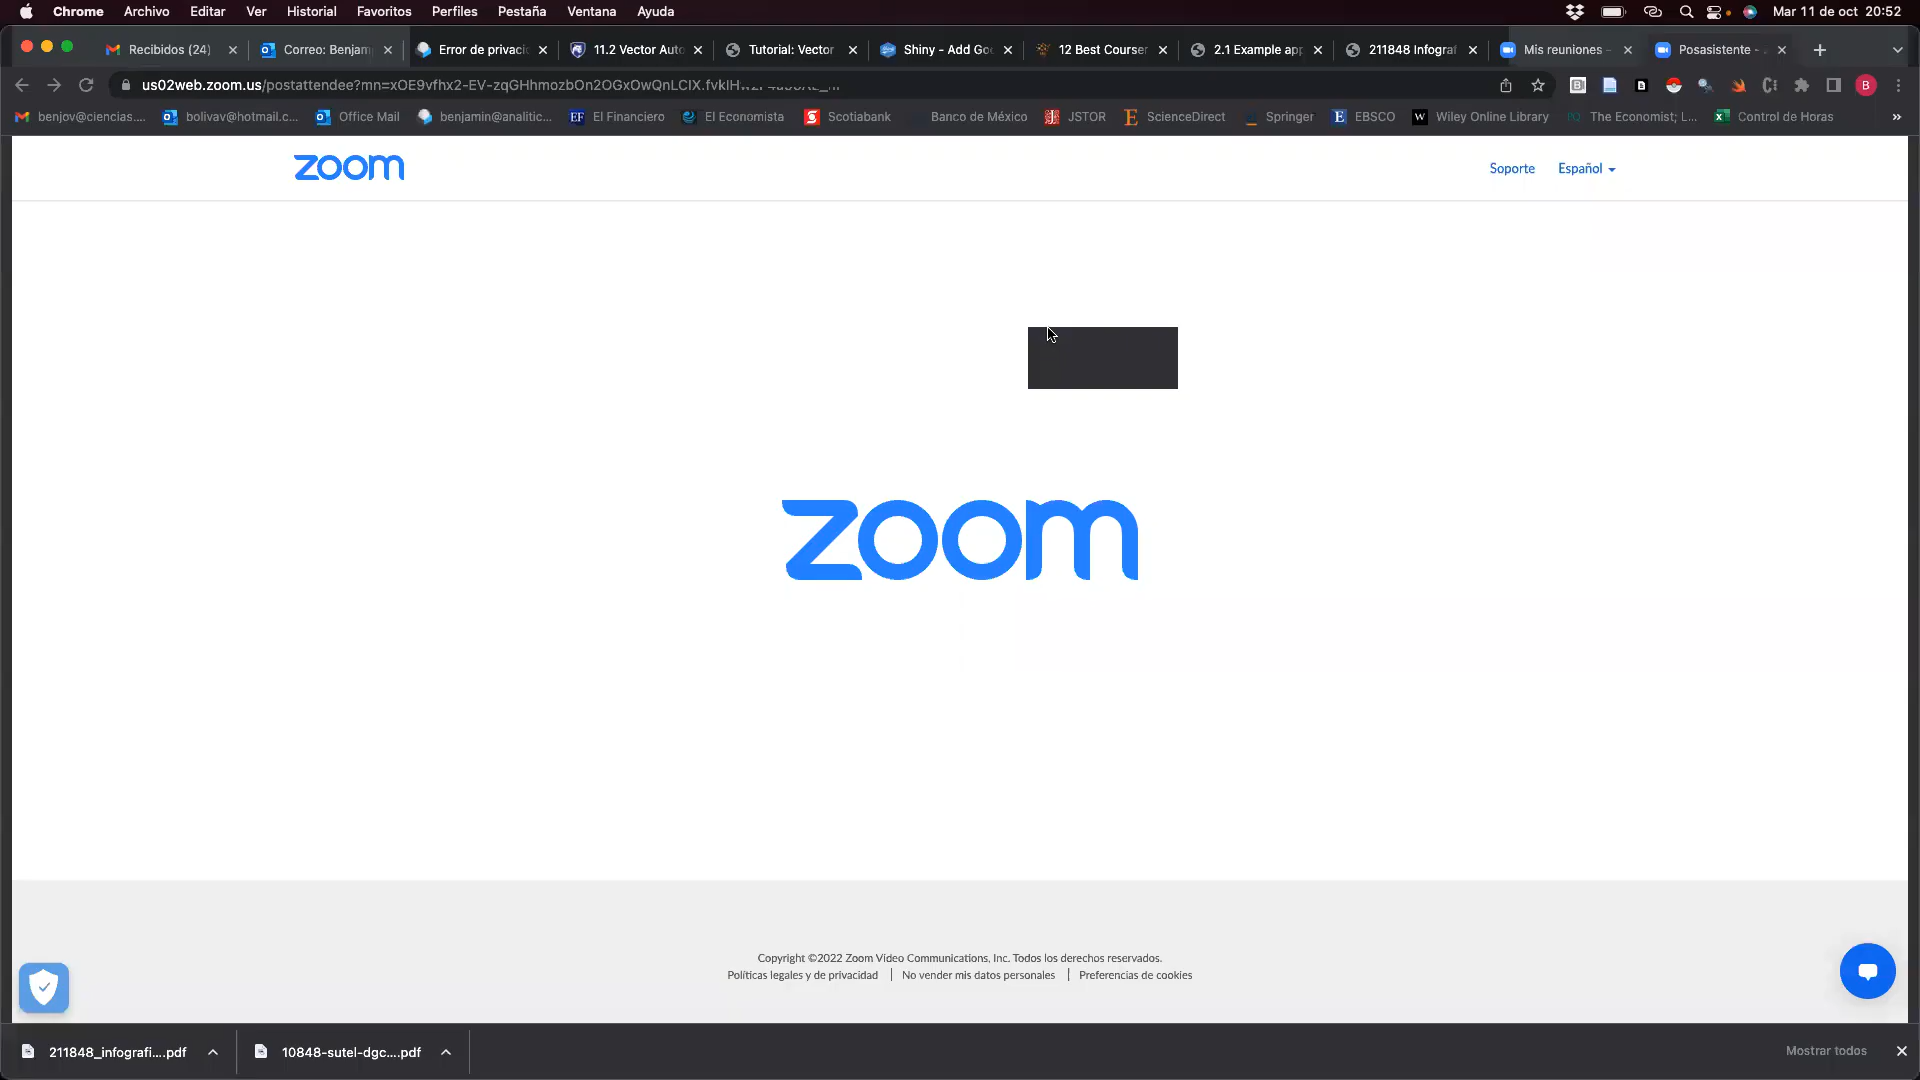 Chrome Archivo Editar Ver Historial Favoritos Perfiles Pestaña Ventana Ayuda Mar 11 de oct 20:52
Recibidos (24) Correo: Benjam Error de privaci 11.2 Vector Auto Tutorial: Vector Shiny - Add Go 12 Best Courser 2.1 Example ap 211848 Infograf Mis reuniones - Posasistente -
us02web.zoom.us/postattendee?mn=xOE9vfhx2-EV-zqGHhmozbOn2OGxOwQnLCIX.fvkIH
benjov@ciencias.... bolivav@hotmail.c... Office Mail benjamin@analitic... El Financiero El Economista Scotiabank Banco de México JSTOR ScienceDirect Springer EBSCO Wiley Online Library The Economist; L... Control de Horas »
zoom Soporte Español
zoom
Copyright ©2022 Zoom Video Communications, Inc. Todos los derechos reservados.
Políticas legales y de privacidad | No vender mis datos personales | Preferencias de cookies
211848_infografi....pdf 10848-sutel-dgc....pdf Mostrar todos